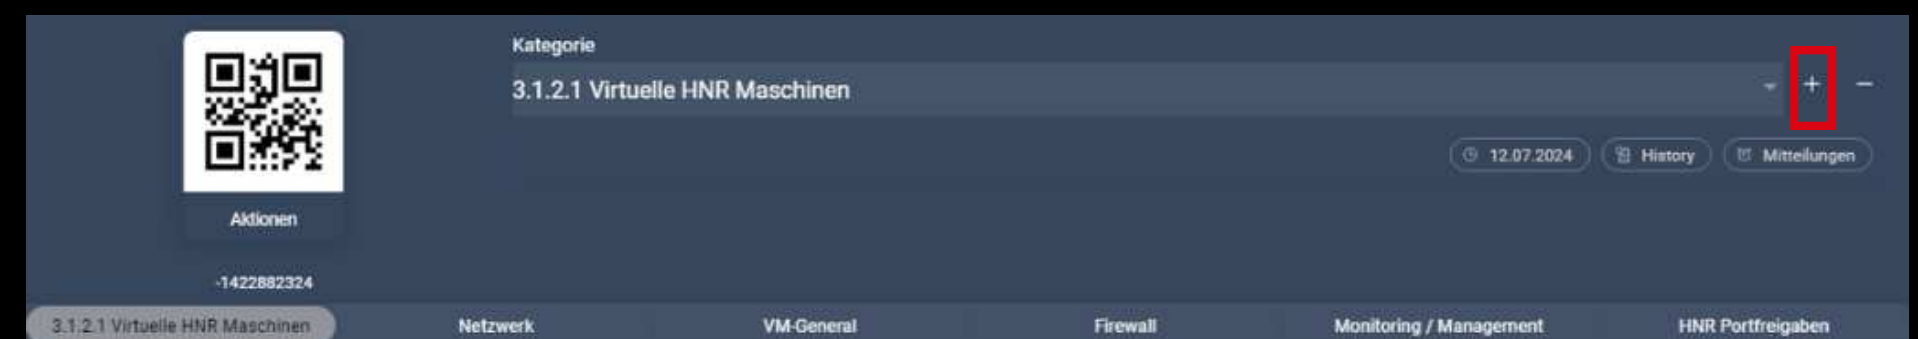 Kategorie
3.1.2.1 Virtuelle HNR Maschinen
+ −
12.07.2024 History Mitteilungen
Aktionen
-1422882324
3.1.2.1 Virtuelle HNR Maschinen Netzwerk VM-General Firewall Monitoring / Management HNR Portfreigaben